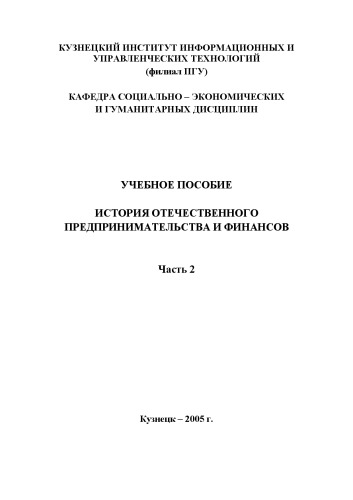 КУЗНЕЦКИЙ ИНСТИТУТ ИНФОРМАЦИОННЫХ И
УПРАВЛЕНЧЕСКИХ ТЕХНОЛОГИЙ
(филиал ПГУ)
КАФЕДРА СОЦИАЛЬНО – ЭКОНОМИЧЕСКИХ
И ГУМАНИТАРНЫХ ДИСЦИПЛИН
УЧЕБНОЕ ПОСОБИЕ
ИСТОРИЯ ОТЕЧЕСТВЕННОГО
ПРЕДПРИНИМАТЕЛЬСТВА И ФИНАНСОВ
Часть 2
Кузнецк – 2005 г.